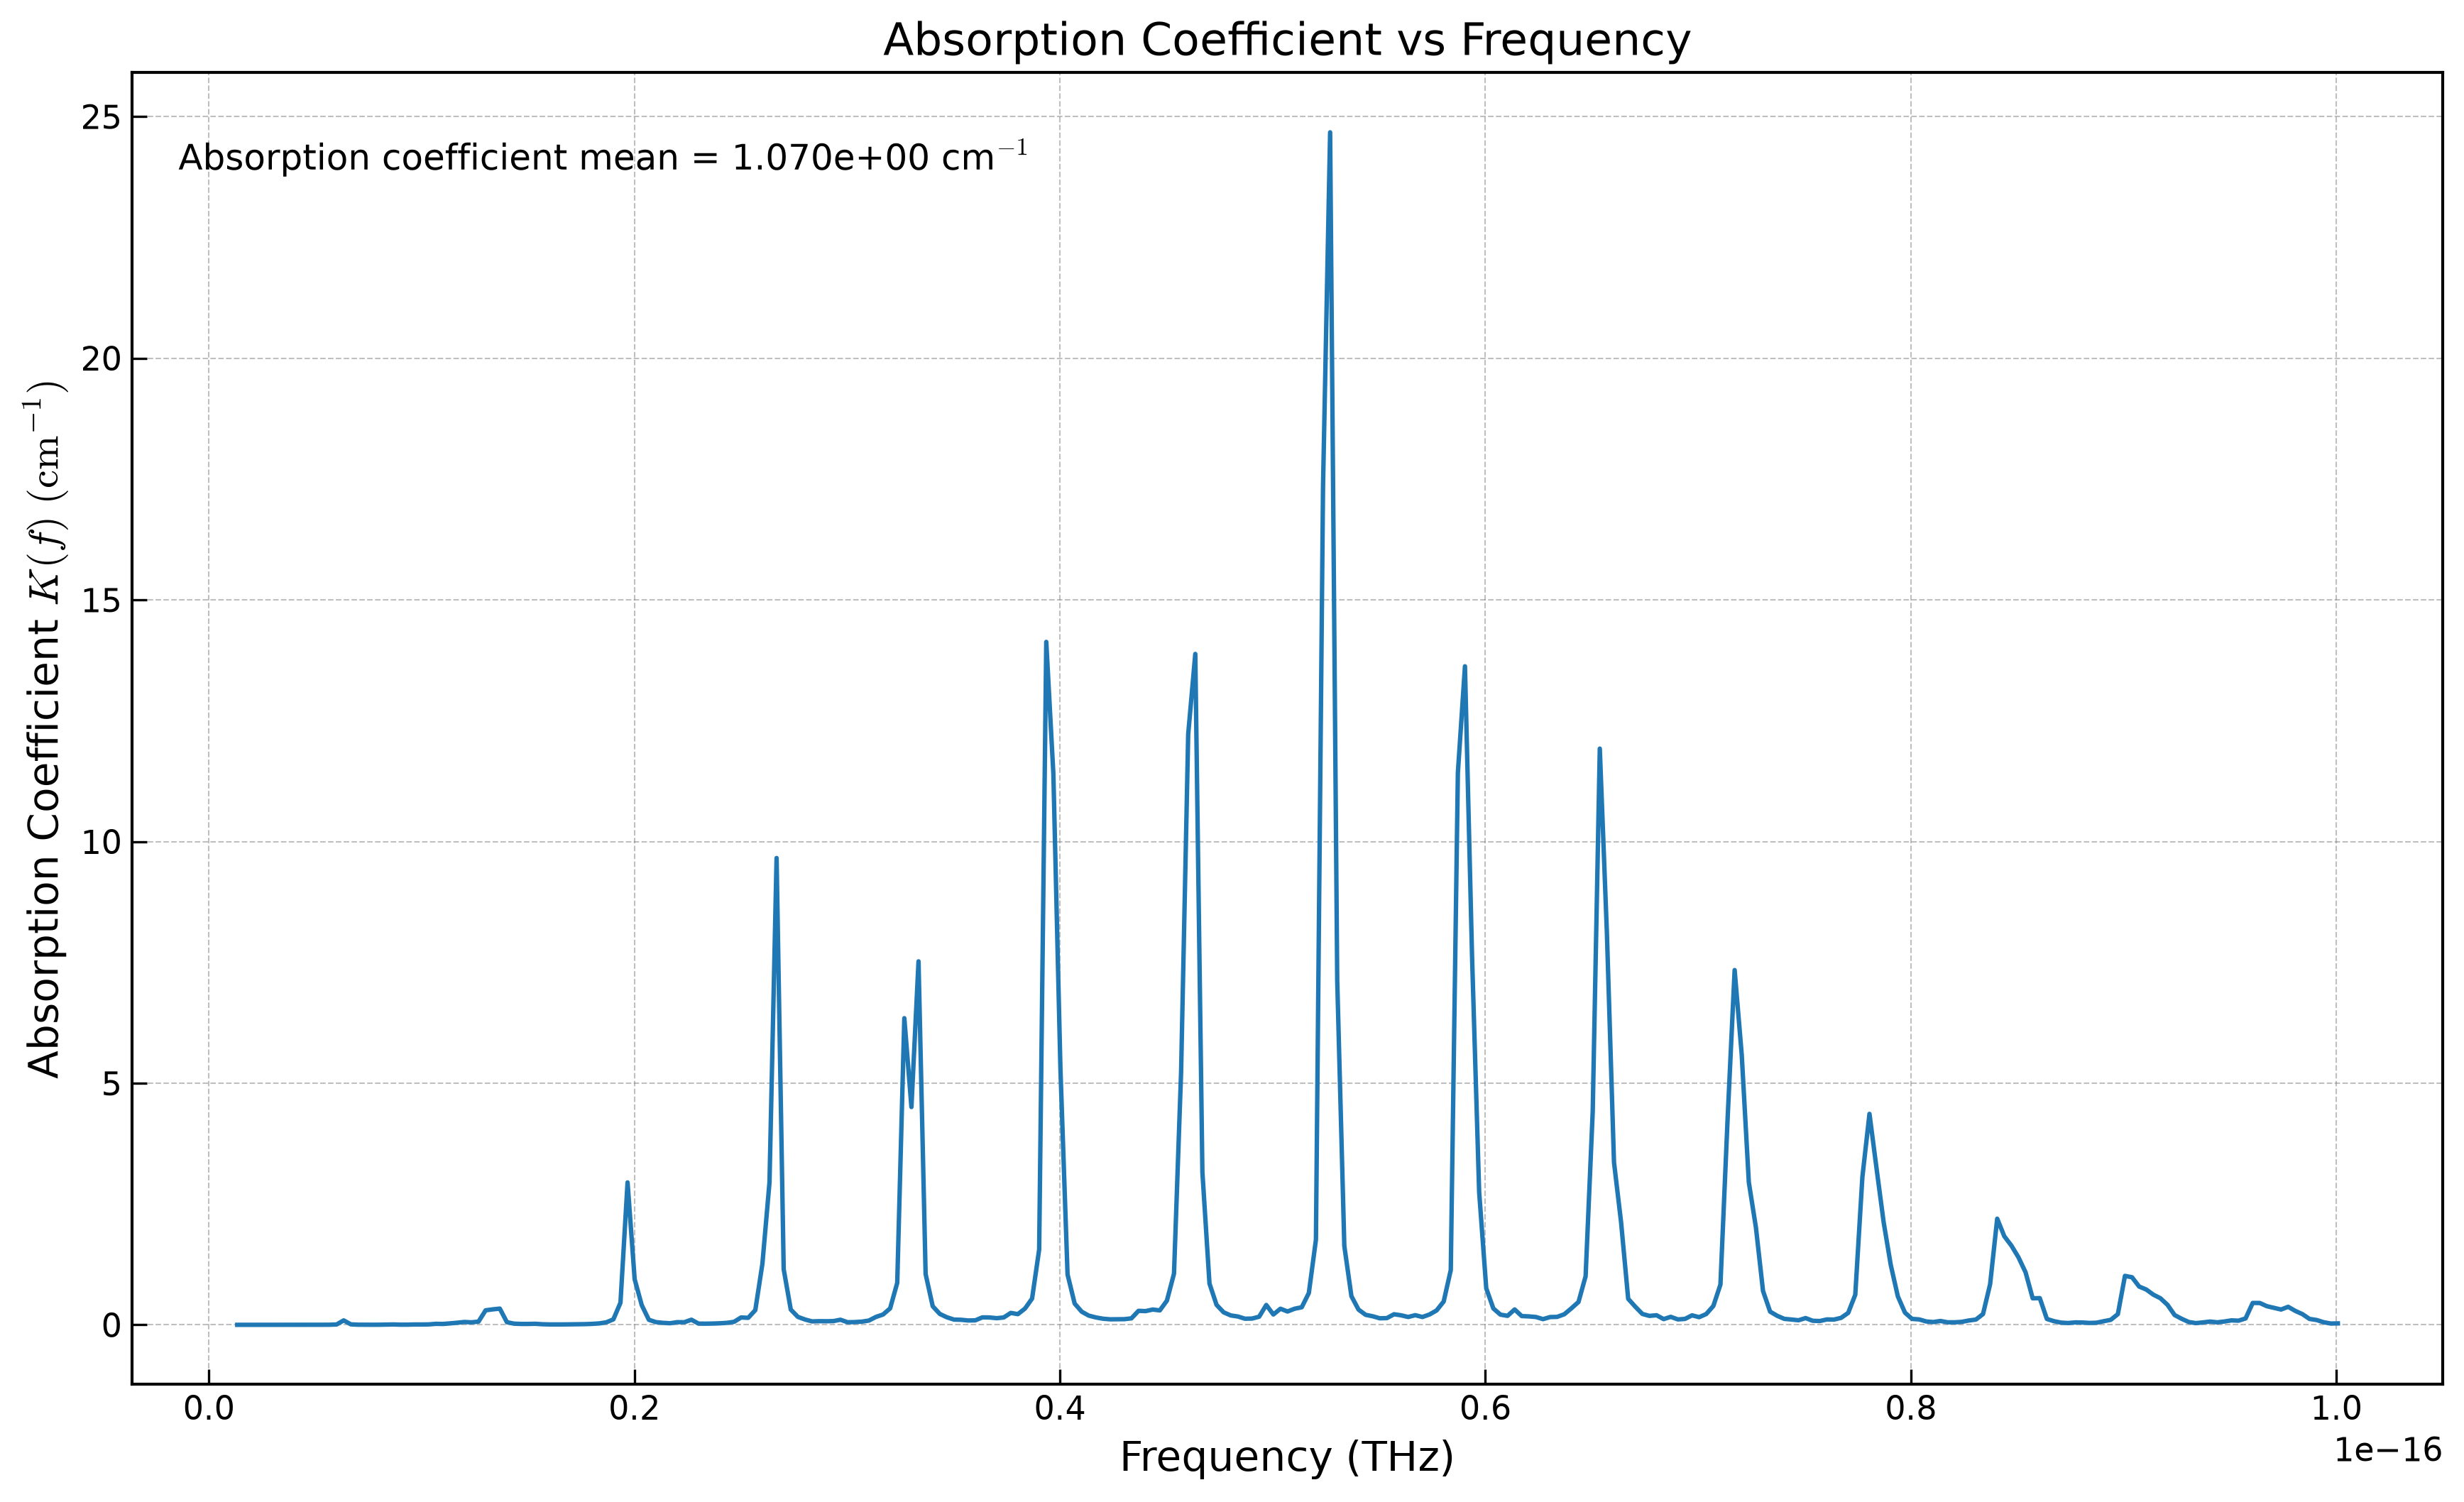 Absorption Coefficient vs Frequency
Absorption coefficient mean = 1.070e+00 cm⁻¹
Absorption Coefficient K(f) (cm⁻¹)
25
20
15
10
5
0
0.0 0.2 0.4 0.6 0.8 1.0
1e−16
Frequency (THz)